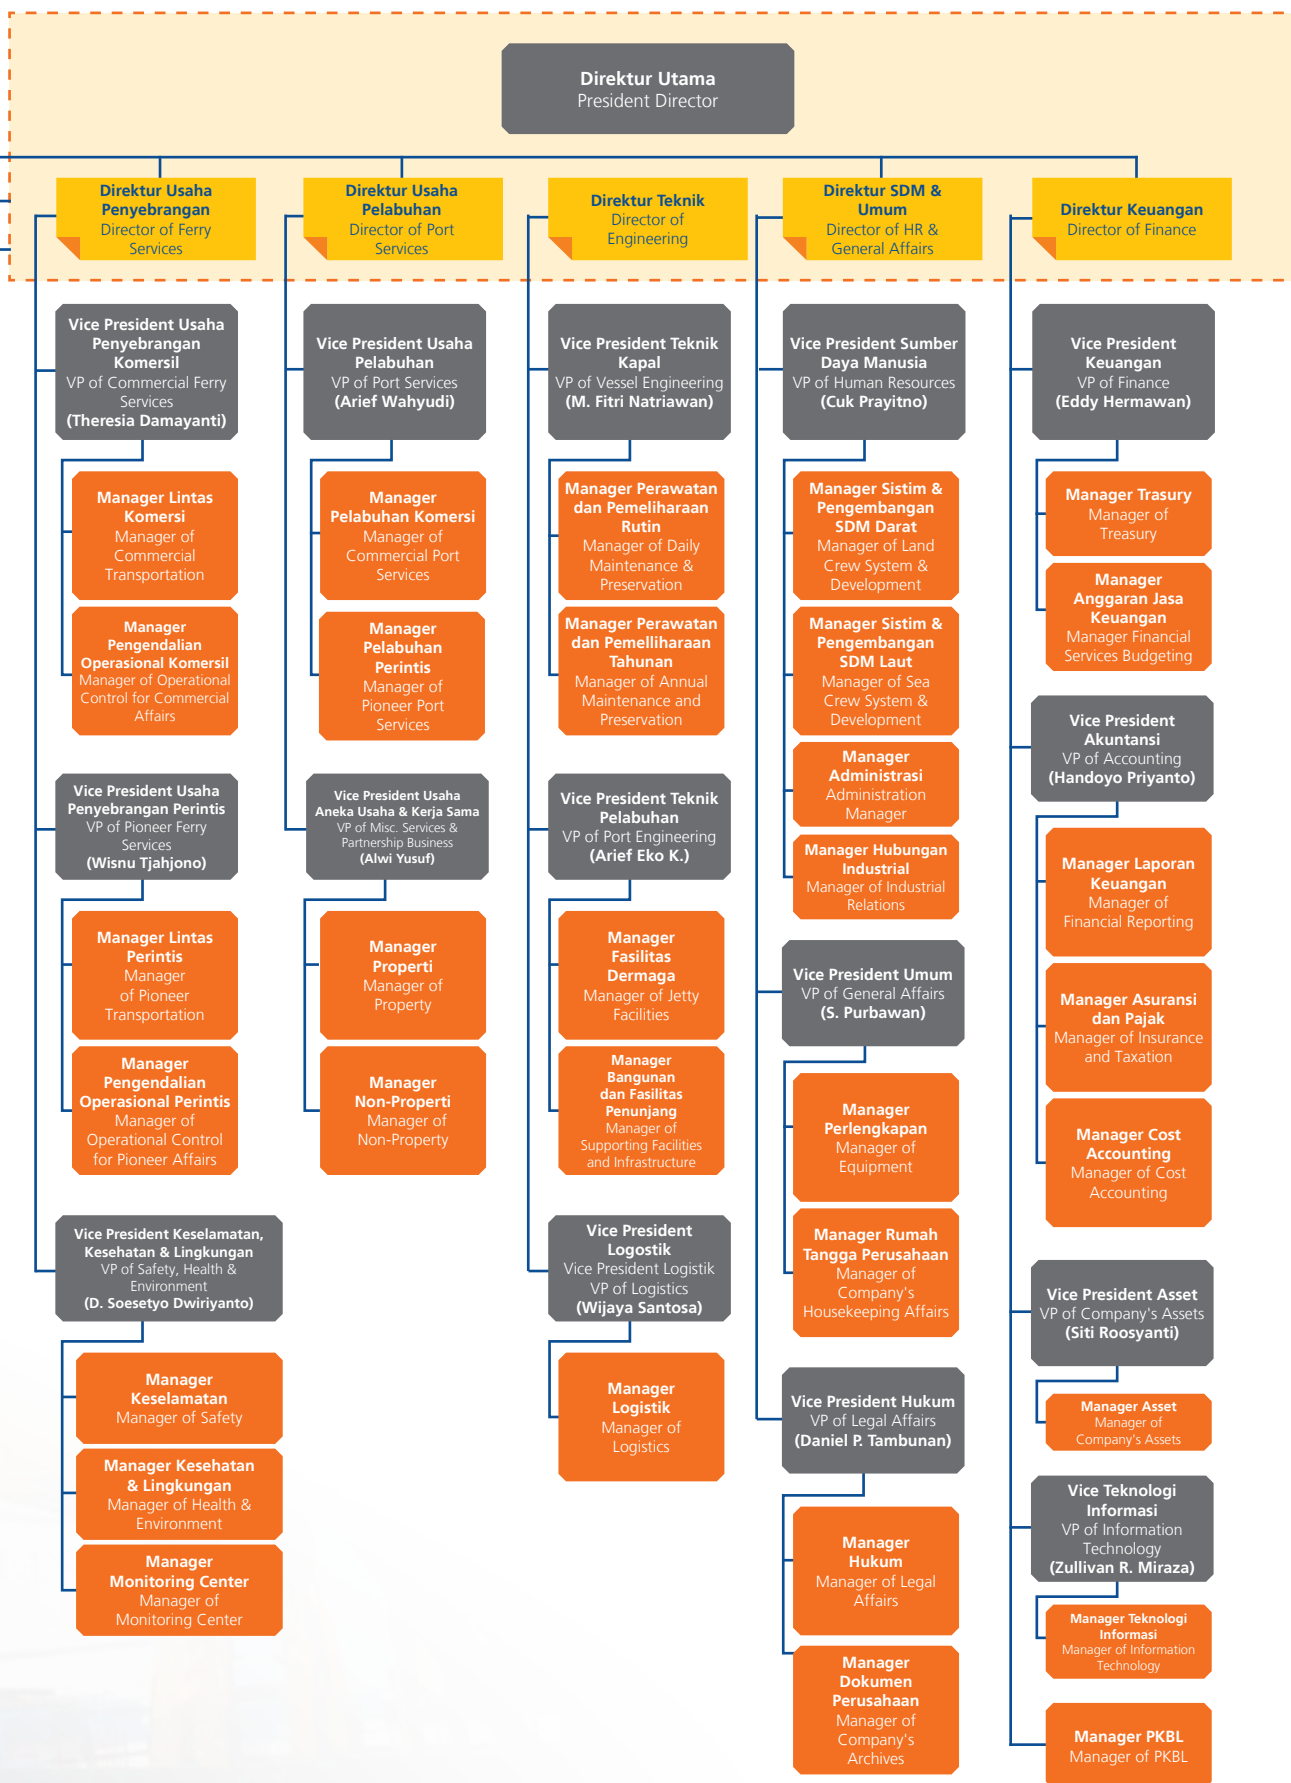 Direktur Utama
President Director
Direktur Usaha
Penyebrangan
Director of Ferry
Services
Direktur Usaha
Pelabuhan
Director of Port
Services
Direktur Teknik
Director of
Engineering
Direktur SDM &
Umum
Director of HR &
General Affairs
Direktur Keuangan
Director of Finance
Vice President Usaha
Penyebrangan
Komersil
VP of Commercial Ferry
Services
(Theresia Damayanti)
Manager Lintas
Komersi
Manager of
Commercial
Transportation
Manager
Pengendalian
Operasional Komersil
Manager of Operational
Control for Commercial
Affairs
Vice President Usaha
Penyebrangan Perintis
VP of Pioneer Ferry
Services
(Wisnu Tjahjono)
Manager Lintas
Perintis
Manager
of Pioneer
Transportation
Manager
Pengendalian
Operasional Perintis
Manager of
Operational Control
for Pioneer Affairs
Vice President Keselamatan,
Kesehatan & Lingkungan
VP of Safety, Health &
Environment
(D. Soesetyo Dwiriyanto)
Manager
Keselamatan
Manager of Safety
Manager Kesehatan
& Lingkungan
Manager of Health &
Environment
Manager
Monitoring Center
Manager of
Monitoring Center
Vice President Usaha
Pelabuhan
VP of Port Services
(Arief Wahyudi)
Manager
Pelabuhan Komersi
Manager of
Commercial Port
Services
Manager
Pelabuhan
Perintis
Manager of
Pioneer Port
Services
Vice President Usaha
Aneka Usaha & Kerja Sama
VP of Misc. Services &
Partnership Business
(Alwi Yusuf)
Manager
Properti
Manager of
Property
Manager
Non-Properti
Manager of
Non-Property
Vice President Teknik
Kapal
VP of Vessel Engineering
(M. Fitri Natriawan)
Manager Perawatan
dan Pemeliharaan
Rutin
Manager of Daily
Maintenance &
Preservation
Manager Perawatan
dan Pemelliharaan
Tahunan
Manager of Annual
Maintenance and
Preservation
Vice President Teknik
Pelabuhan
VP of Port Engineering
(Arief Eko K.)
Manager
Fasilitas
Dermaga
Manager of Jetty
Facilities
Manager
Bangunan
dan Fasilitas
Penunjang
Manager of
Supporting Facilities
and Infrastructure
Vice President
Logostik
Vice President Logistik
VP of Logistics
(Wijaya Santosa)
Manager
Logistik
Manager of
Logistics
Vice President Sumber
Daya Manusia
VP of Human Resources
(Cuk Prayitno)
Manager Sistim &
Pengembangan
SDM Darat
Manager of Land
Crew System &
Development
Manager Sistim &
Pengembangan
SDM Laut
Manager of Sea
Crew System &
Development
Manager
Administrasi
Administration
Manager
Manager Hubungan
Industrial
Manager of Industrial
Relations
Vice President Umum
VP of General Affairs
(S. Purbawan)
Manager
Perlengkapan
Manager of
Equipment
Manager Rumah
Tangga Perusahaan
Manager of
Company's
Housekeeping Affairs
Vice President Hukum
VP of Legal Affairs
(Daniel P. Tambunan)
Manager
Hukum
Manager of Legal
Affairs
Manager
Dokumen
Perusahaan
Manager of
Company's
Archives
Vice President
Keuangan
VP of Finance
(Eddy Hermawan)
Manager Trasury
Manager of
Treasury
Manager
Anggaran Jasa
Keuangan
Manager Financial
Services Budgeting
Vice President
Akuntansi
VP of Accounting
(Handoyo Priyanto)
Manager Laporan
Keuangan
Manager of
Financial Reporting
Manager Asuransi
dan Pajak
Manager of Insurance
and Taxation
Manager Cost
Accounting
Manager of Cost
Accounting
Vice President Asset
VP of Company's Assets
(Siti Roosyanti)
Manager Asset
Manager of
Company's Assets
Vice Teknologi
Informasi
VP of Information
Technology
(Zullivan R. Miraza)
Manager Teknologi
Informasi
Manager of Information
Technology
Manager PKBL
Manager of PKBL